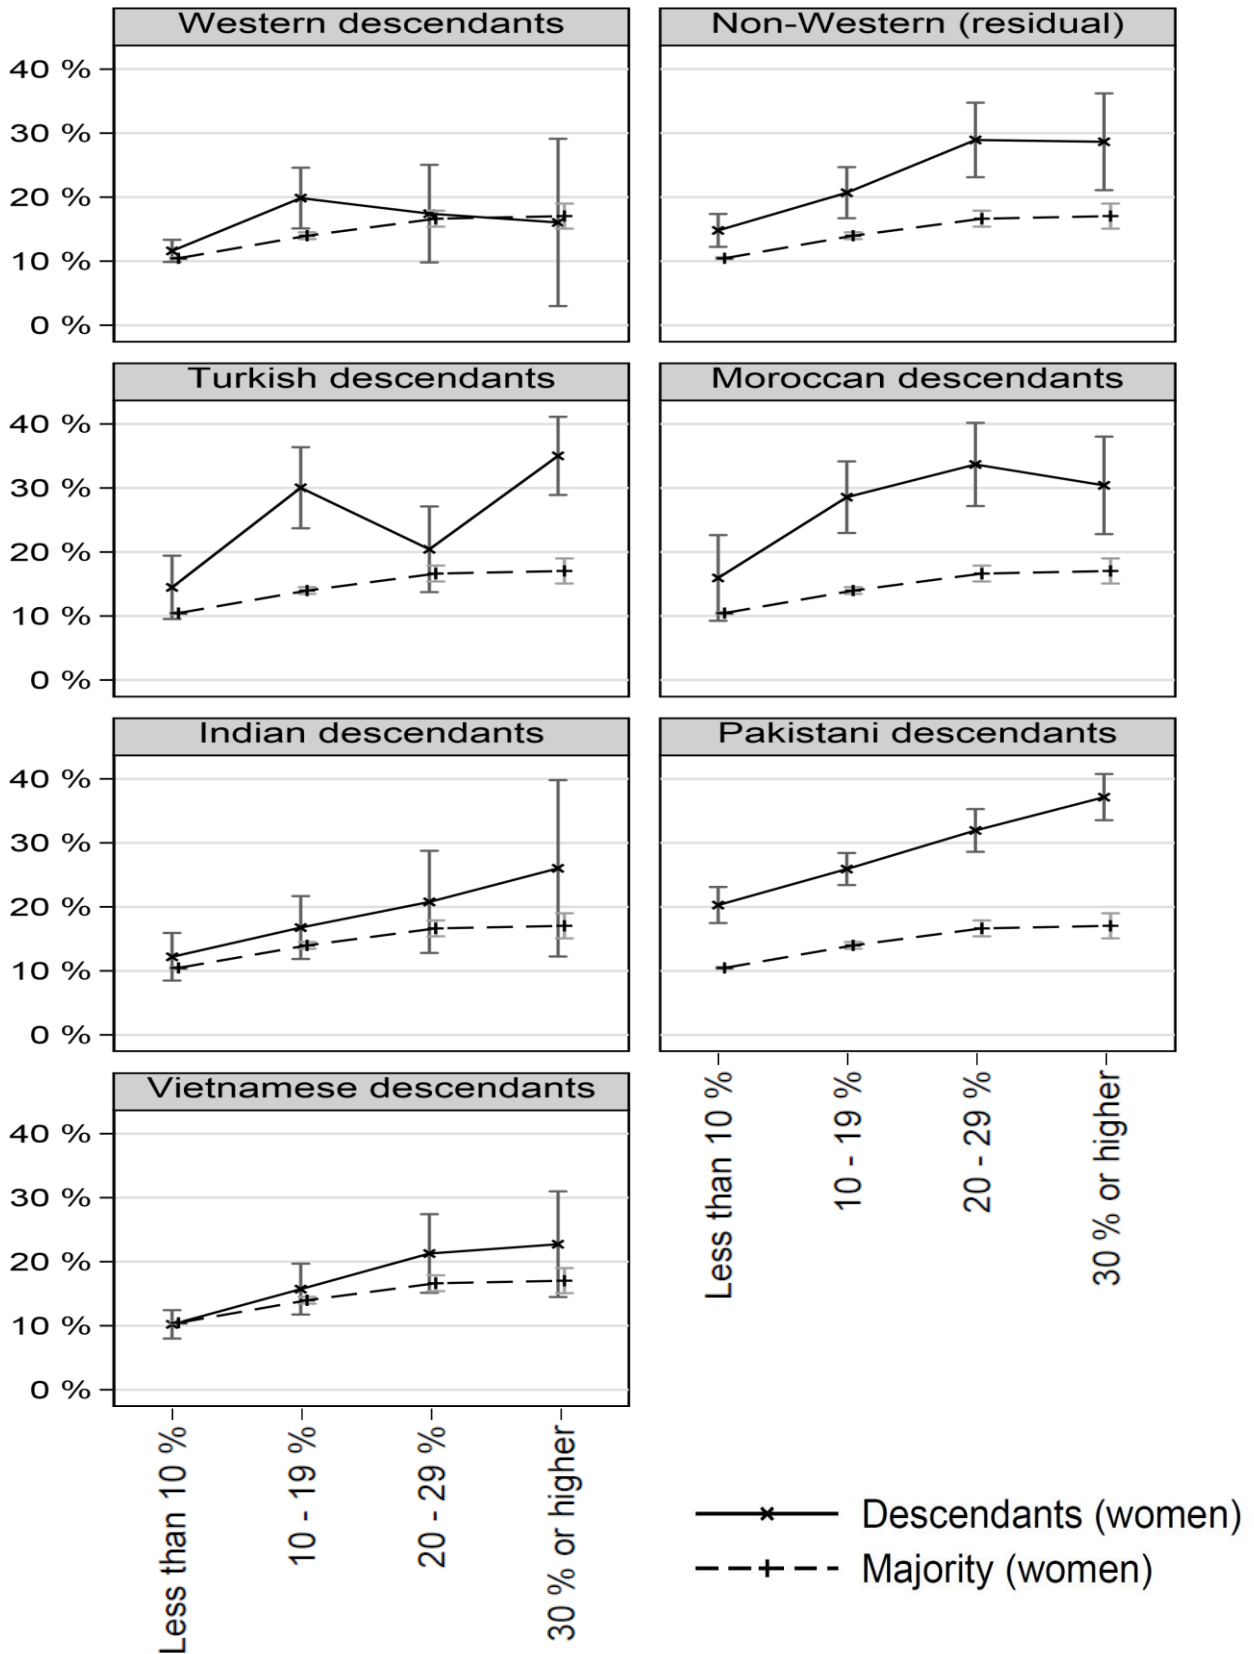 Western descendants
Non-Western (residual)
40 %
30 %
20 %
10 %
0 %
Turkish descendants
Moroccan descendants
40 %
30 %
20 %
10 %
0 %
Indian descendants
Pakistani descendants
40 %
30 %
20 %
10 %
0 %
Less than 10 %
10 - 19 %
20 - 29 %
30 % or higher
Vietnamese descendants
40 %
30 %
20 %
10 %
0 %
Less than 10 %
10 - 19 %
20 - 29 %
30 % or higher
Descendants (women)
Majority (women)